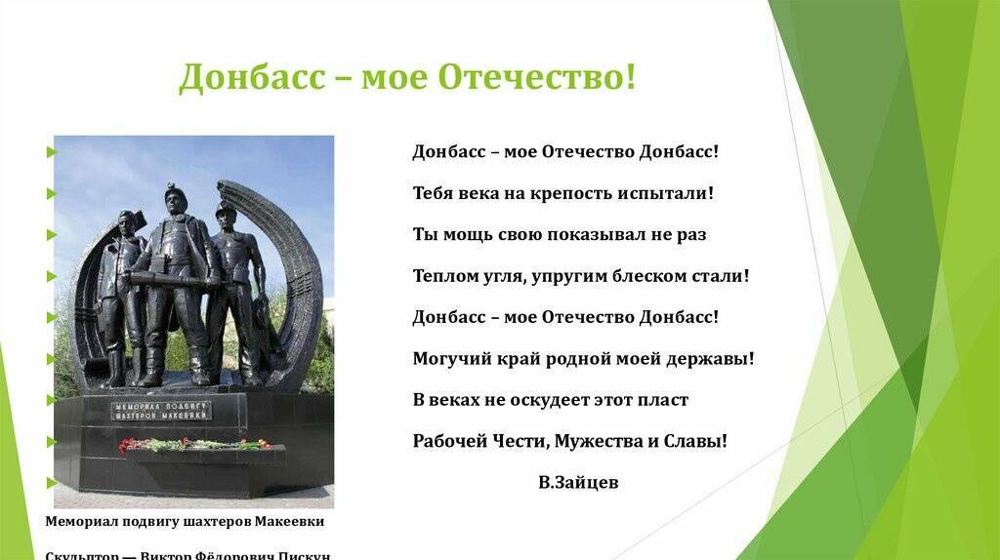 Донбасс – мое Отечество!
Донбасс – мое Отечество Донбасс!
Тебя века на крепость испытали!
Ты мощь свою показывал не раз
Теплом угля, упругим блеском стали!
Донбасс – мое Отечество Донбасс!
Могучий край родной моей державы!
В веках не оскудеет этот пласт
Рабочей Чести, Мужества и Славы!
В.Зайцев
МЕМОРИАЛ ПОДВИГУ
ШАХТЕРОВ МАКЕЕВКИ
Мемориал подвигу шахтеров Макеевки
Скульптор — Виктор Фёдорович Пискун